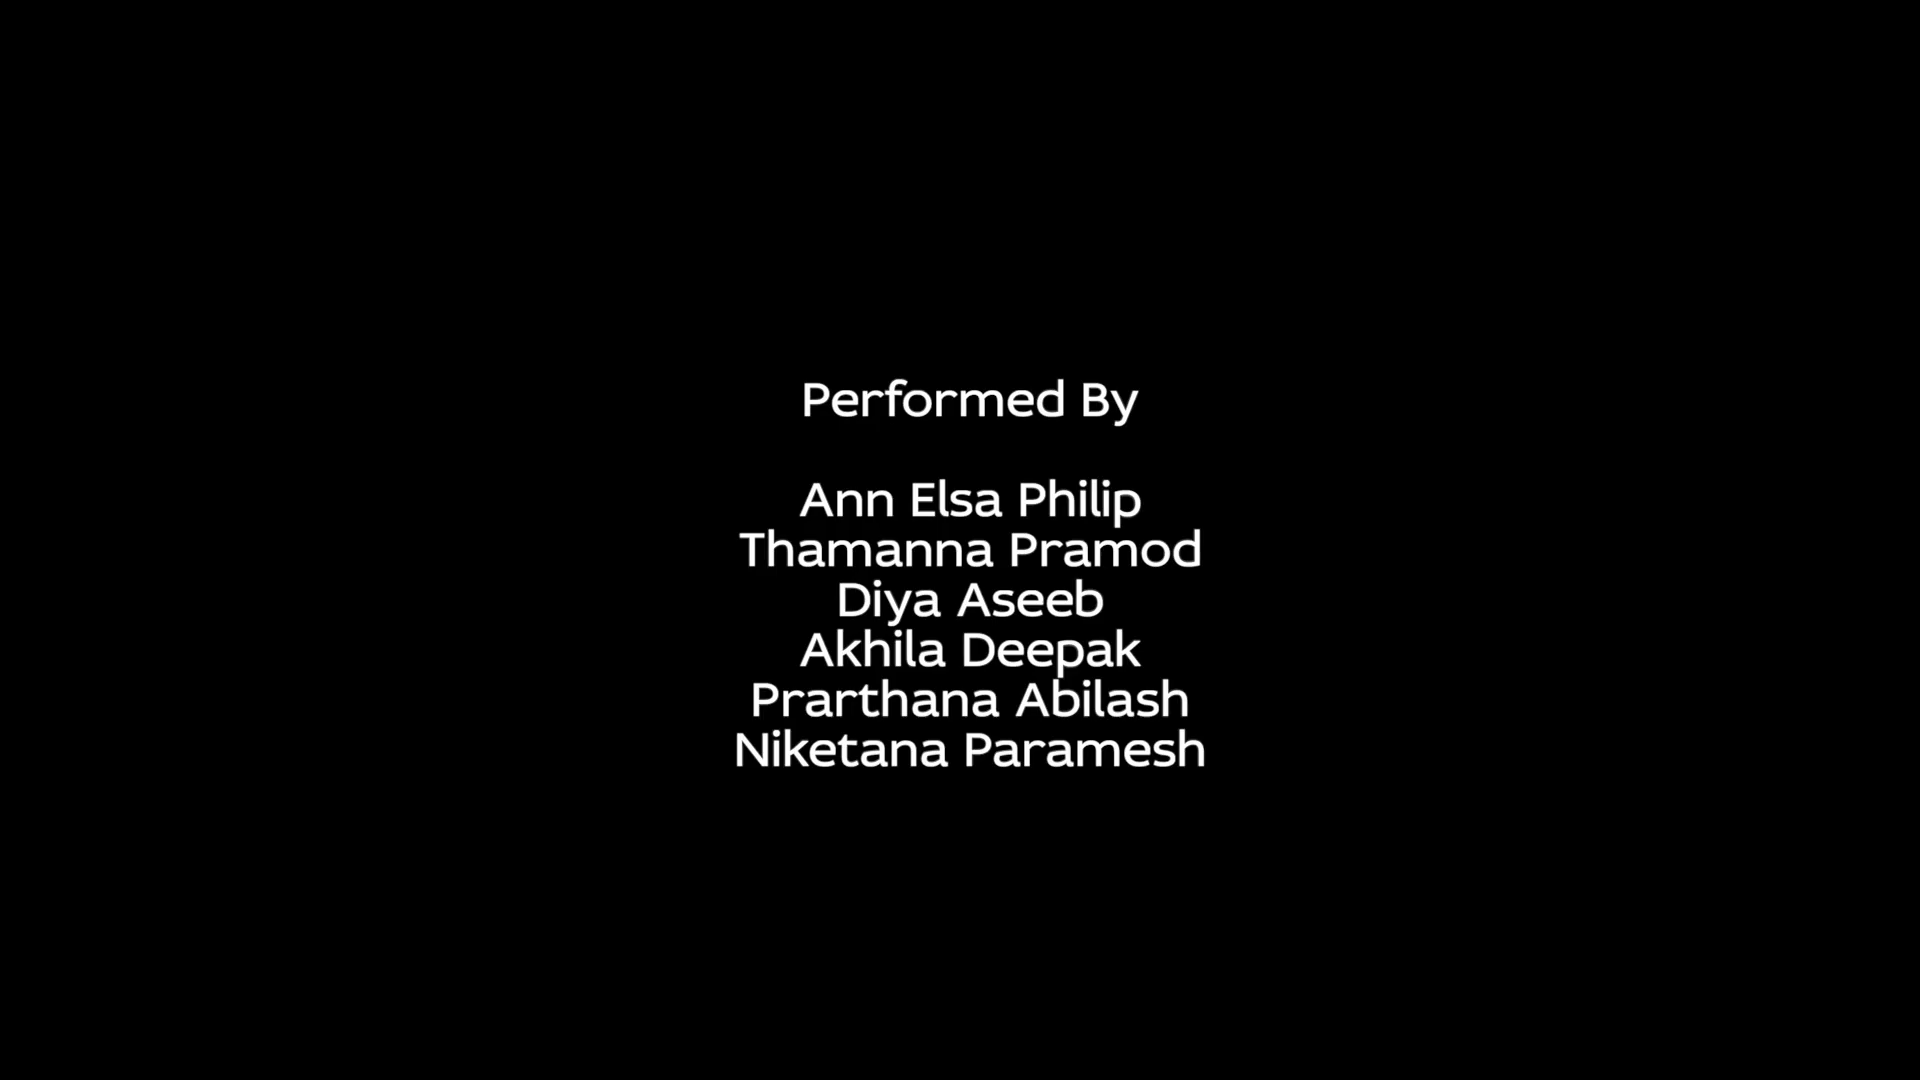 Performed By
Ann Elsa Philip
Thamanna Pramod
Diya Aseeb
Akhila Deepak
Prarthana Abilash
Niketana Paramesh